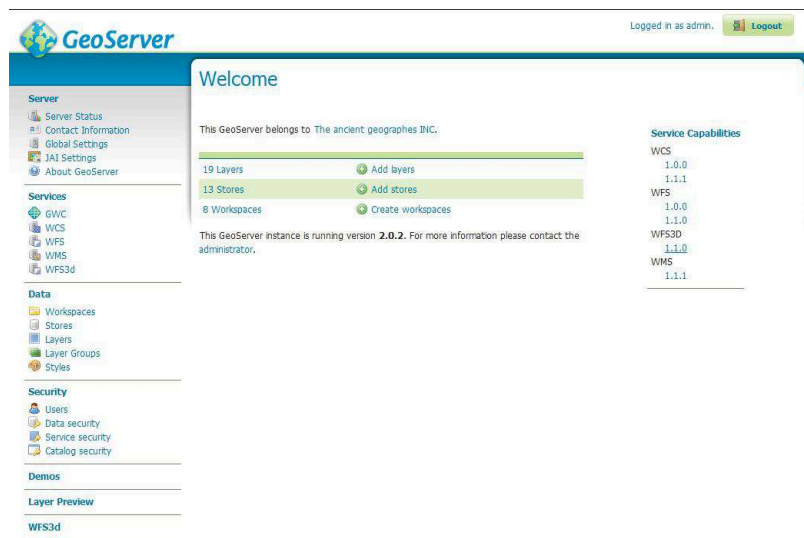 GeoServer
Logged in as admin.
Logout
Welcome
Server
Server Status
Contact Information
Global Settings
JAI Settings
About GeoServer
Services
GWC
WCS
WFS
WMS
WFS3d
Data
Workspaces
Stores
Layers
Layer Groups
Styles
Security
Users
Data security
Service security
Catalog security
Demos
Layer Preview
WFS3d
This GeoServer belongs to The ancient geographes INC.
19 Layers Add layers
13 Stores Add stores
8 Workspaces Create workspaces
This GeoServer instance is running version 2.0.2. For more information please contact the
administrator.
Service Capabilities
WCS
1.0.0
1.1.1
WFS
1.0.0
1.1.0
WFS3D
1.1.0
WMS
1.1.1